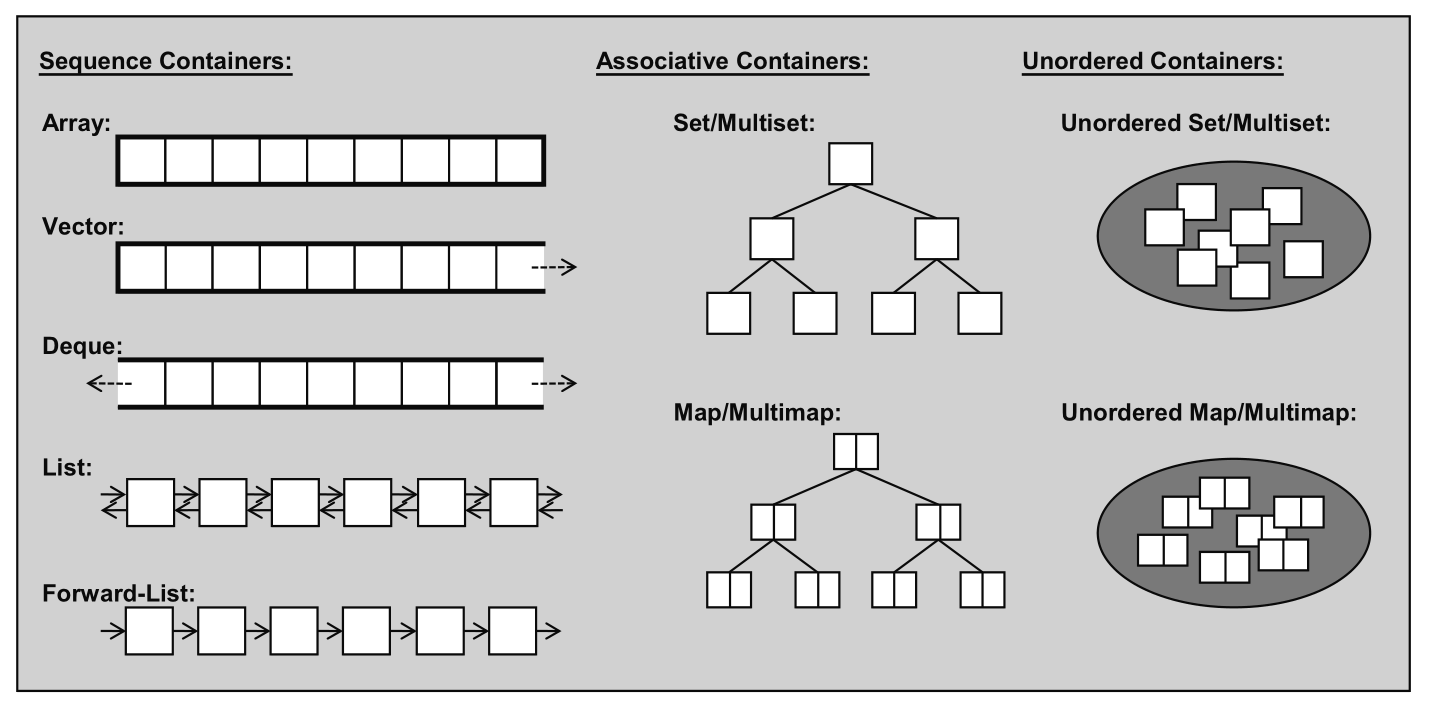 Sequence Containers:
Array:
Vector:
Deque:
List:
Forward-List:
Associative Containers:
Set/Multiset:
Map/Multimap:
Unordered Containers:
Unordered Set/Multiset:
Unordered Map/Multimap: